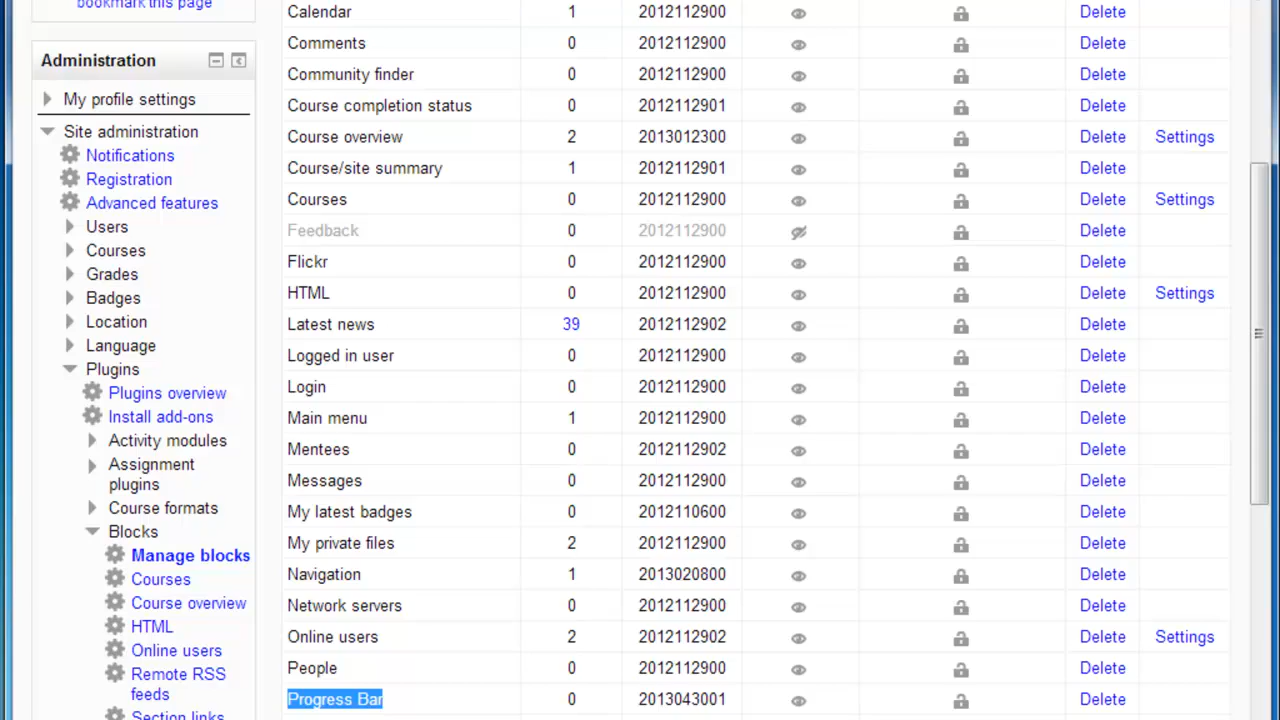 bookmark this page
Administration
My profile settings
Site administration
Notifications
Registration
Advanced features
Users
Courses
Grades
Badges
Location
Language
Plugins
Plugins overview
Install add-ons
Activity modules
Assignment
plugins
Course formats
Blocks
Manage blocks
Courses
Course overview
HTML
Online users
Remote RSS
feeds
Section links
Calendar 1 2012112900 Delete
Comments 0 2012112900 Delete
Community finder 0 2012112900 Delete
Course completion status 0 2012112901 Delete
Course overview 2 2013012300 Delete Settings
Course/site summary 1 2012112901 Delete
Courses 0 2012112900 Delete Settings
Feedback 0 2012112900 Delete
Flickr 0 2012112900 Delete
HTML 0 2012112900 Delete Settings
Latest news 39 2012112902 Delete
Logged in user 0 2012112900 Delete
Login 0 2012112900 Delete
Main menu 1 2012112900 Delete
Mentees 0 2012112902 Delete
Messages 0 2012112900 Delete
My latest badges 0 2012110600 Delete
My private files 2 2012112900 Delete
Navigation 1 2013020800 Delete
Network servers 0 2012112900 Delete
Online users 2 2012112902 Delete Settings
People 0 2012112900 Delete
Progress Bar 0 2013043001 Delete